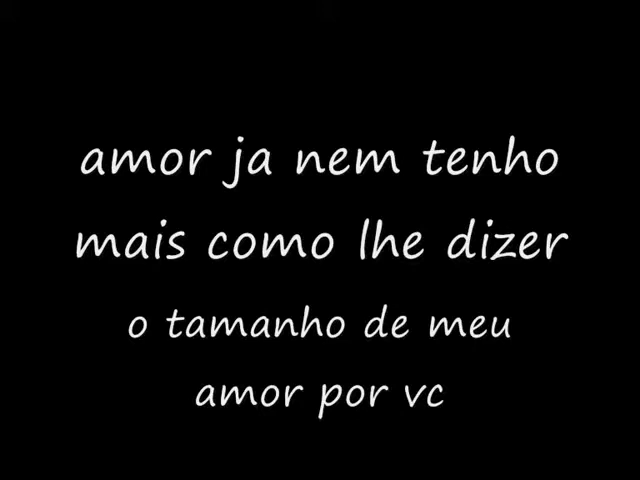 amor ja nem tenho
mais como lhe dizer
o tamanho de meu
amor por vc